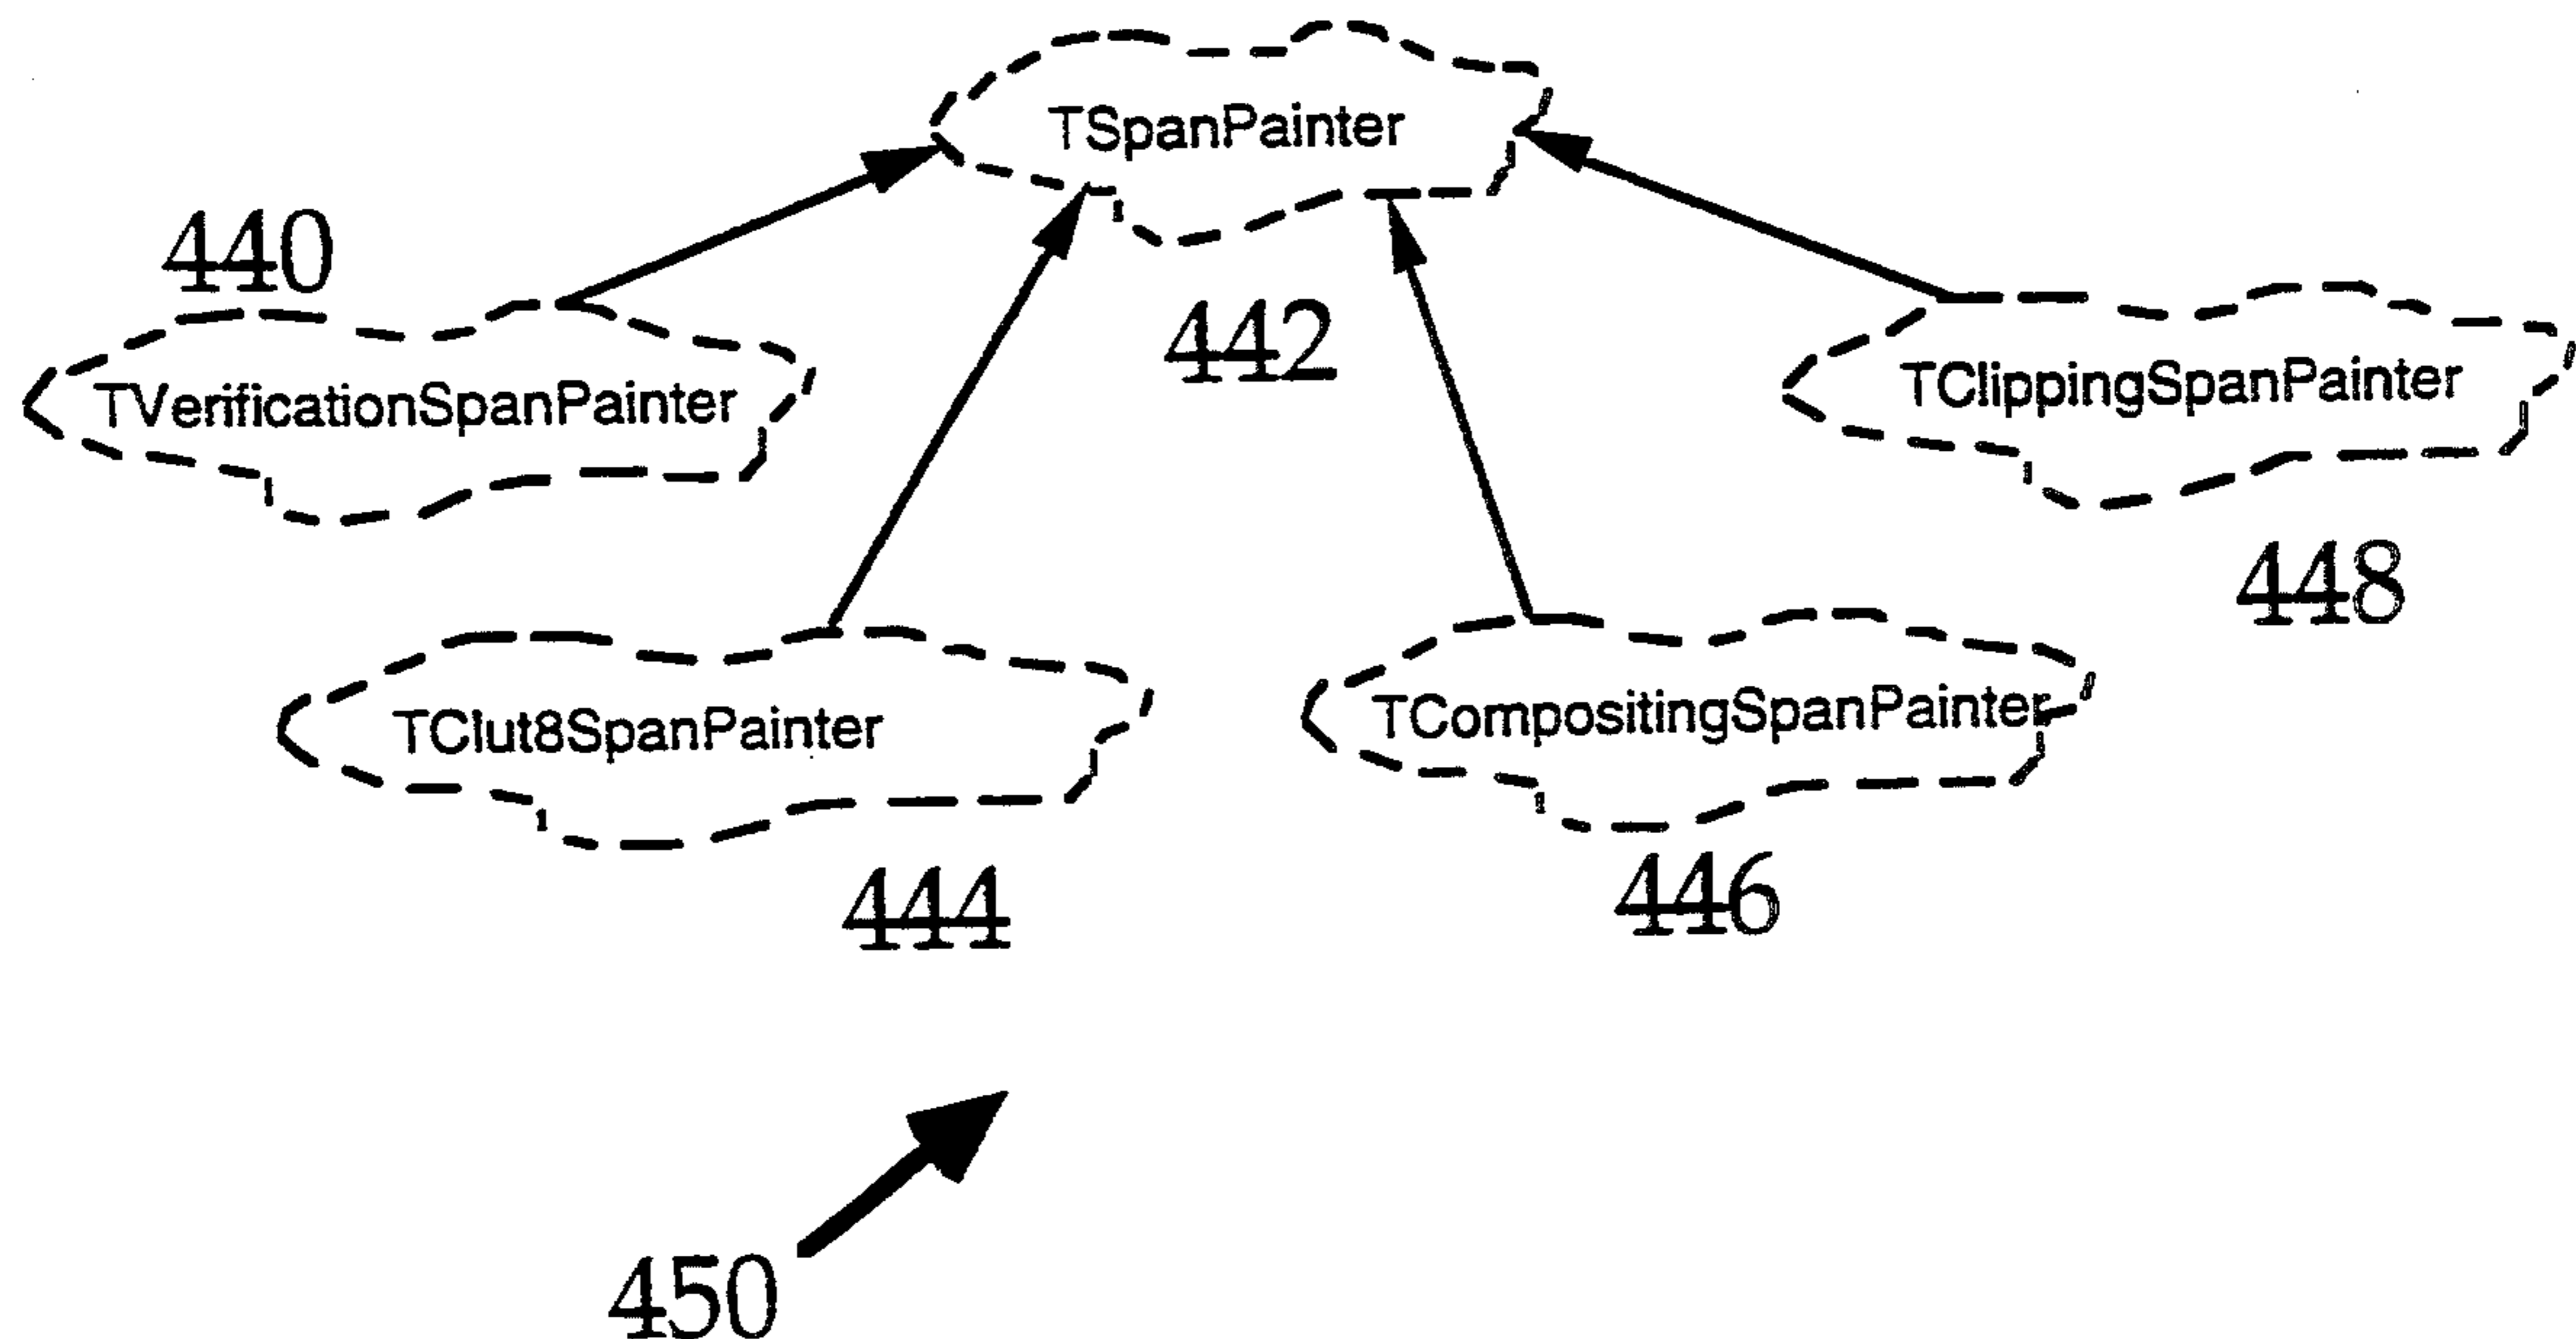 TSpanPainter
440
442
TVerificationSpanPainter
TClippingSpanPainter
448
TClut8SpanPainter
TCompositingSpanPainter
444
446
450